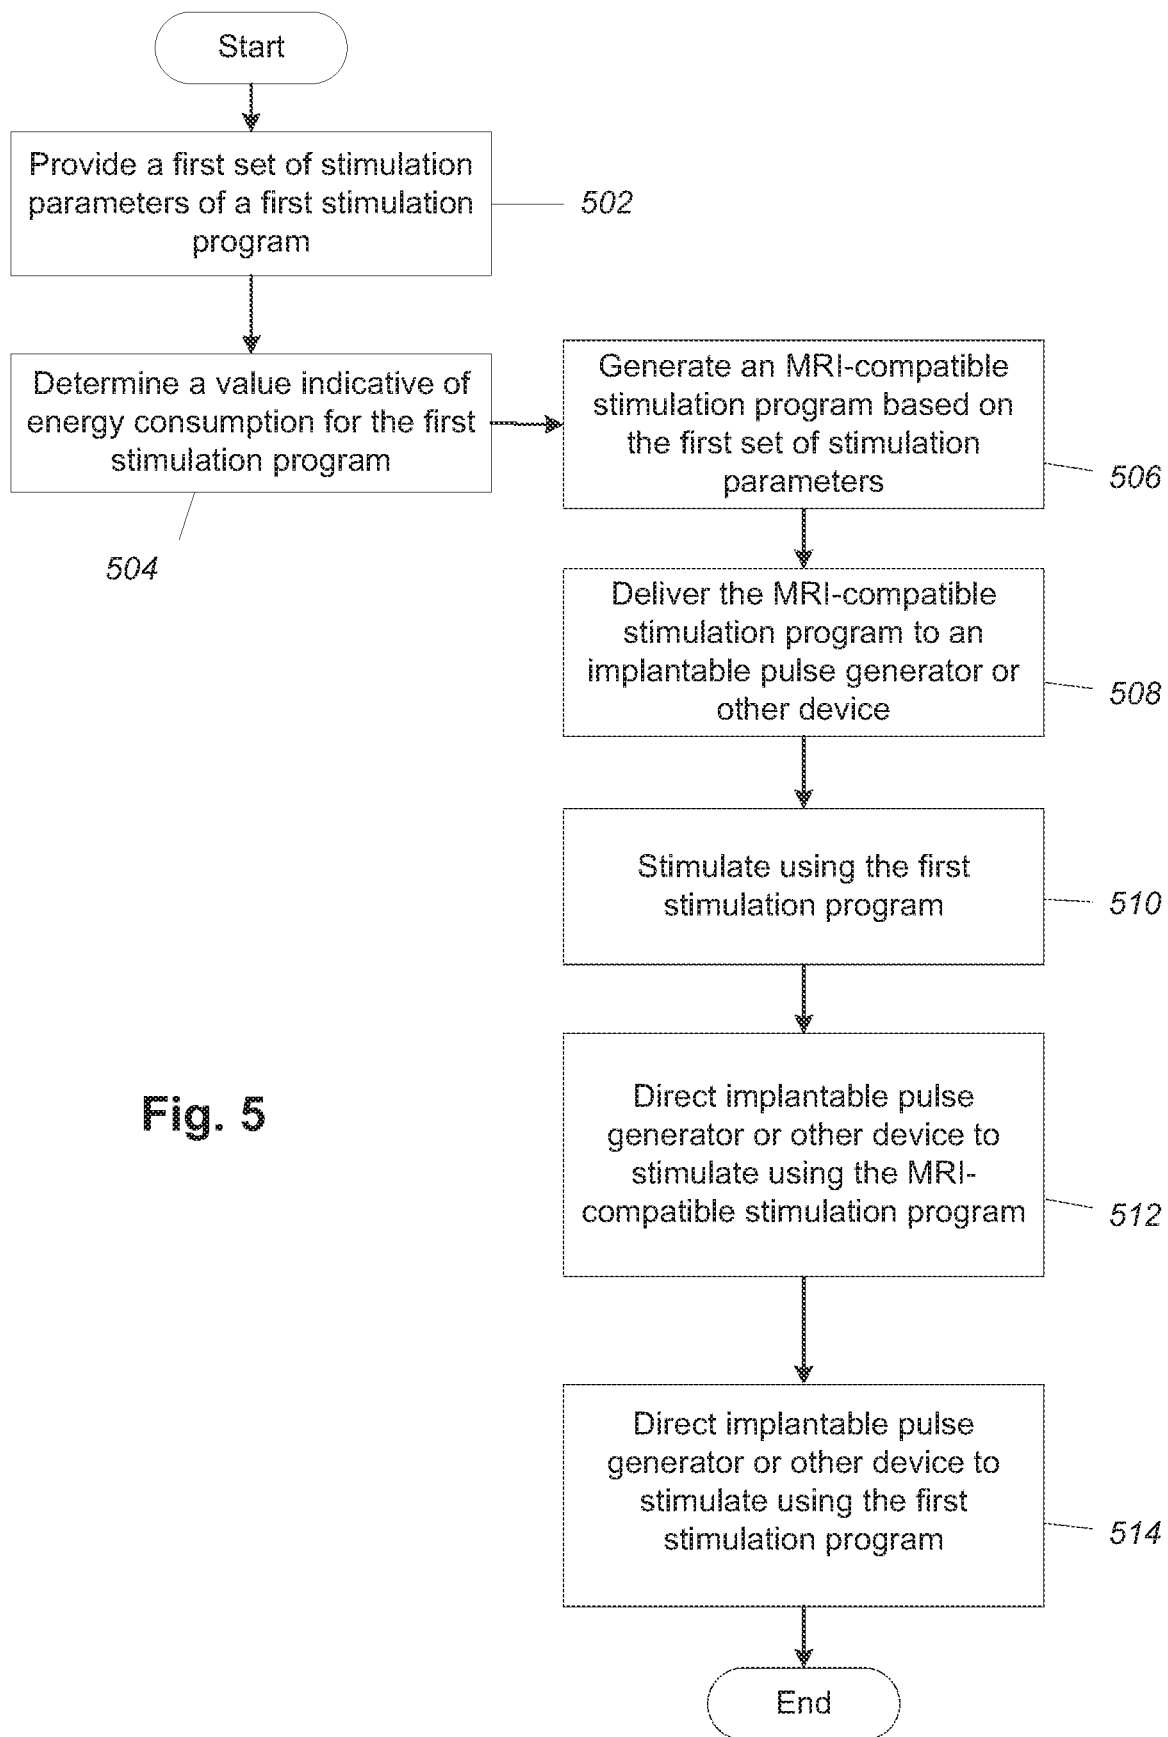 Start
Provide a first set of stimulation
parameters of a first stimulation
program
502
Determine a value indicative of
energy consumption for the first
stimulation program
504
Generate an MRI-compatible
stimulation program based on
the first set of stimulation
parameters
506
Deliver the MRI-compatible
stimulation program to an
implantable pulse generator or
other device
508
Stimulate using the first
stimulation program
510
Direct implantable pulse
generator or other device to
stimulate using the MRI-
compatible stimulation program
512
Fig. 5
Direct implantable pulse
generator or other device to
stimulate using the first
stimulation program
514
End